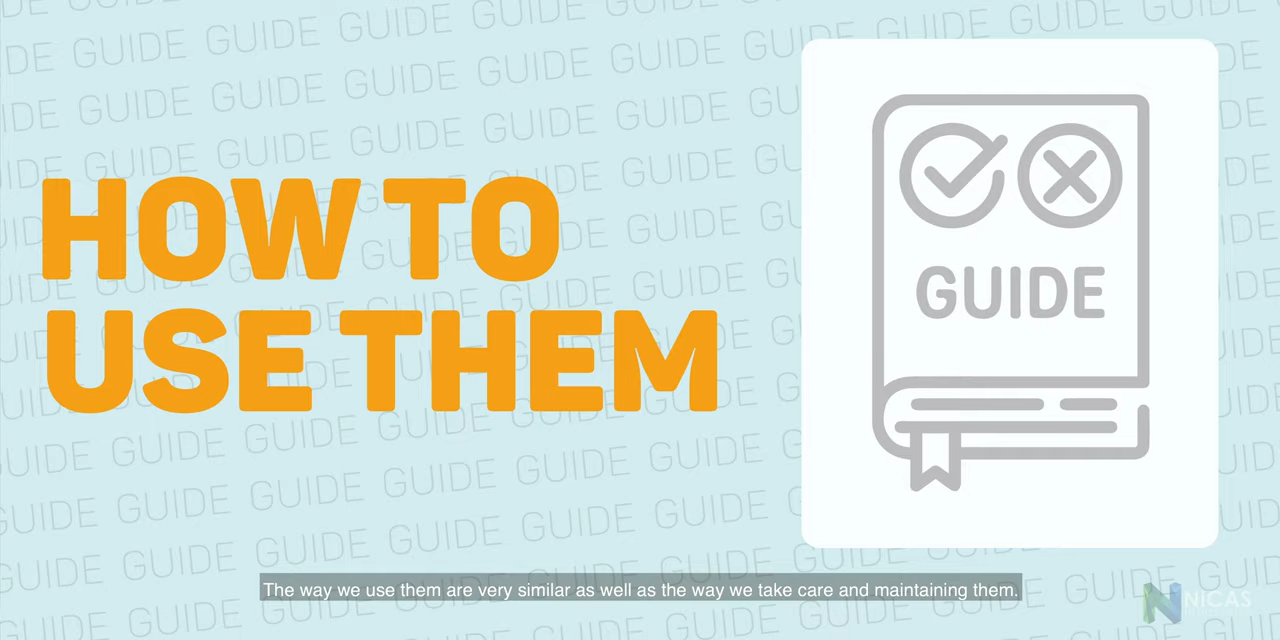 HOW TO
USE THEM
GUIDE
The way we use them are very similar as well as the way we take care and maintaining them.
NICAS